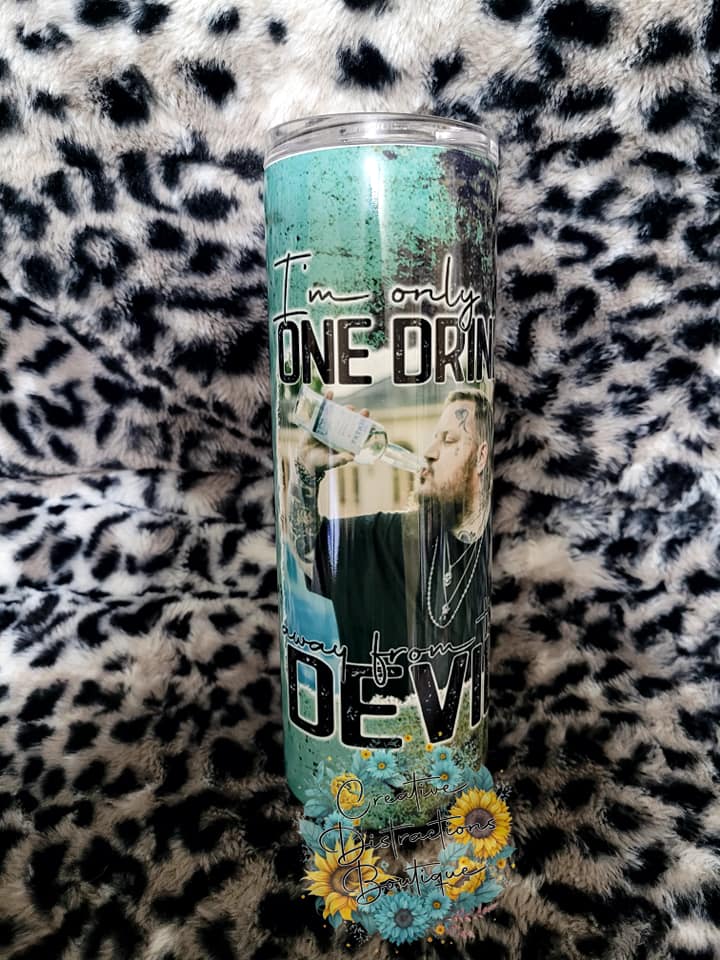 I'm only
ONE DRIN
away from t
DEVI
Creative
Distractions
Boutique